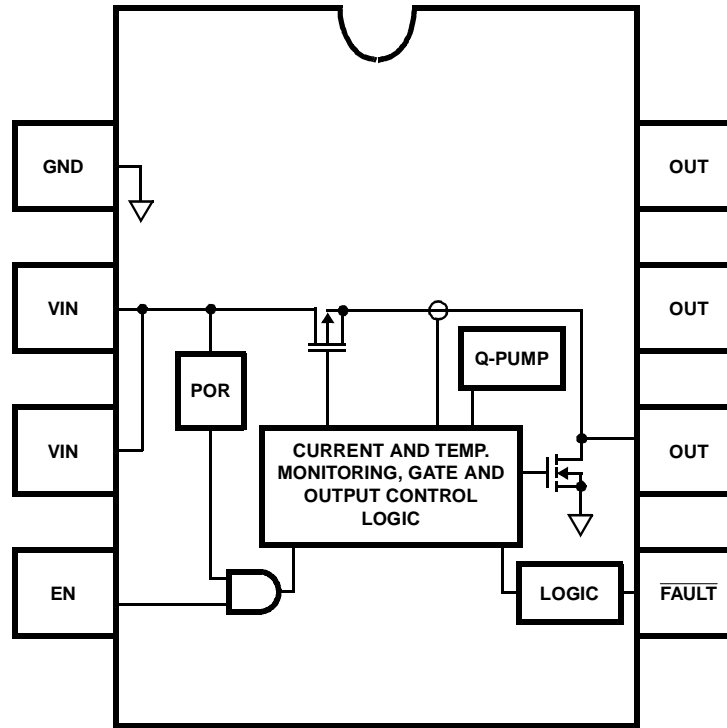 GND
OUT
VIN
OUT
Q-PUMP
POR
VIN
CURRENT AND TEMP.
MONITORING, GATE AND
OUTPUT CONTROL
LOGIC
OUT
EN
LOGIC
FAULT